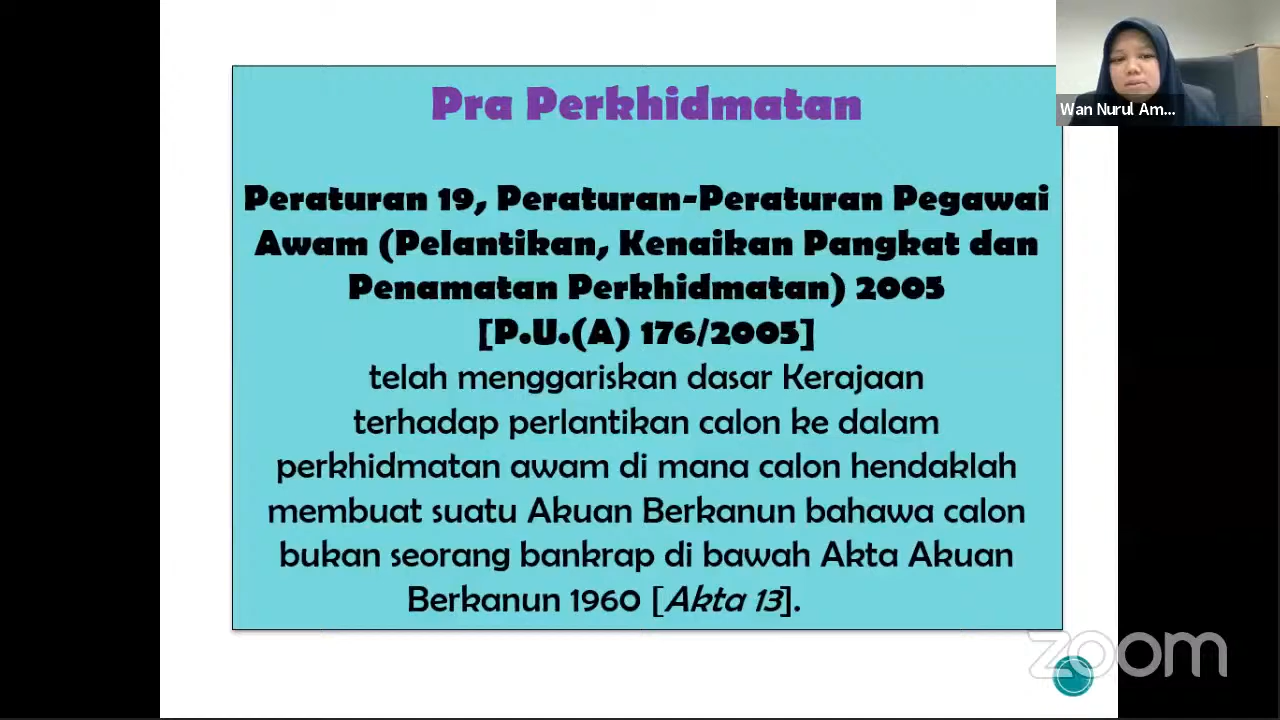 Pra Perkhidmatan
Peraturan 19, Peraturan-Peraturan Pegawai
Awam (Pelantikan, Kenaikan Pangkat dan
Penamatan Perkhidmatan) 2005
[P.U.(A) 176/2005]
telah menggariskan dasar Kerajaan
terhadap perlantikan calon ke dalam
perkhidmatan awam di mana calon hendaklah
membuat suatu Akuan Berkanun bahawa calon
bukan seorang bankrap di bawah Akta Akuan
Berkanun 1960 [Akta 13].
Wan Nurul Am...
zoom